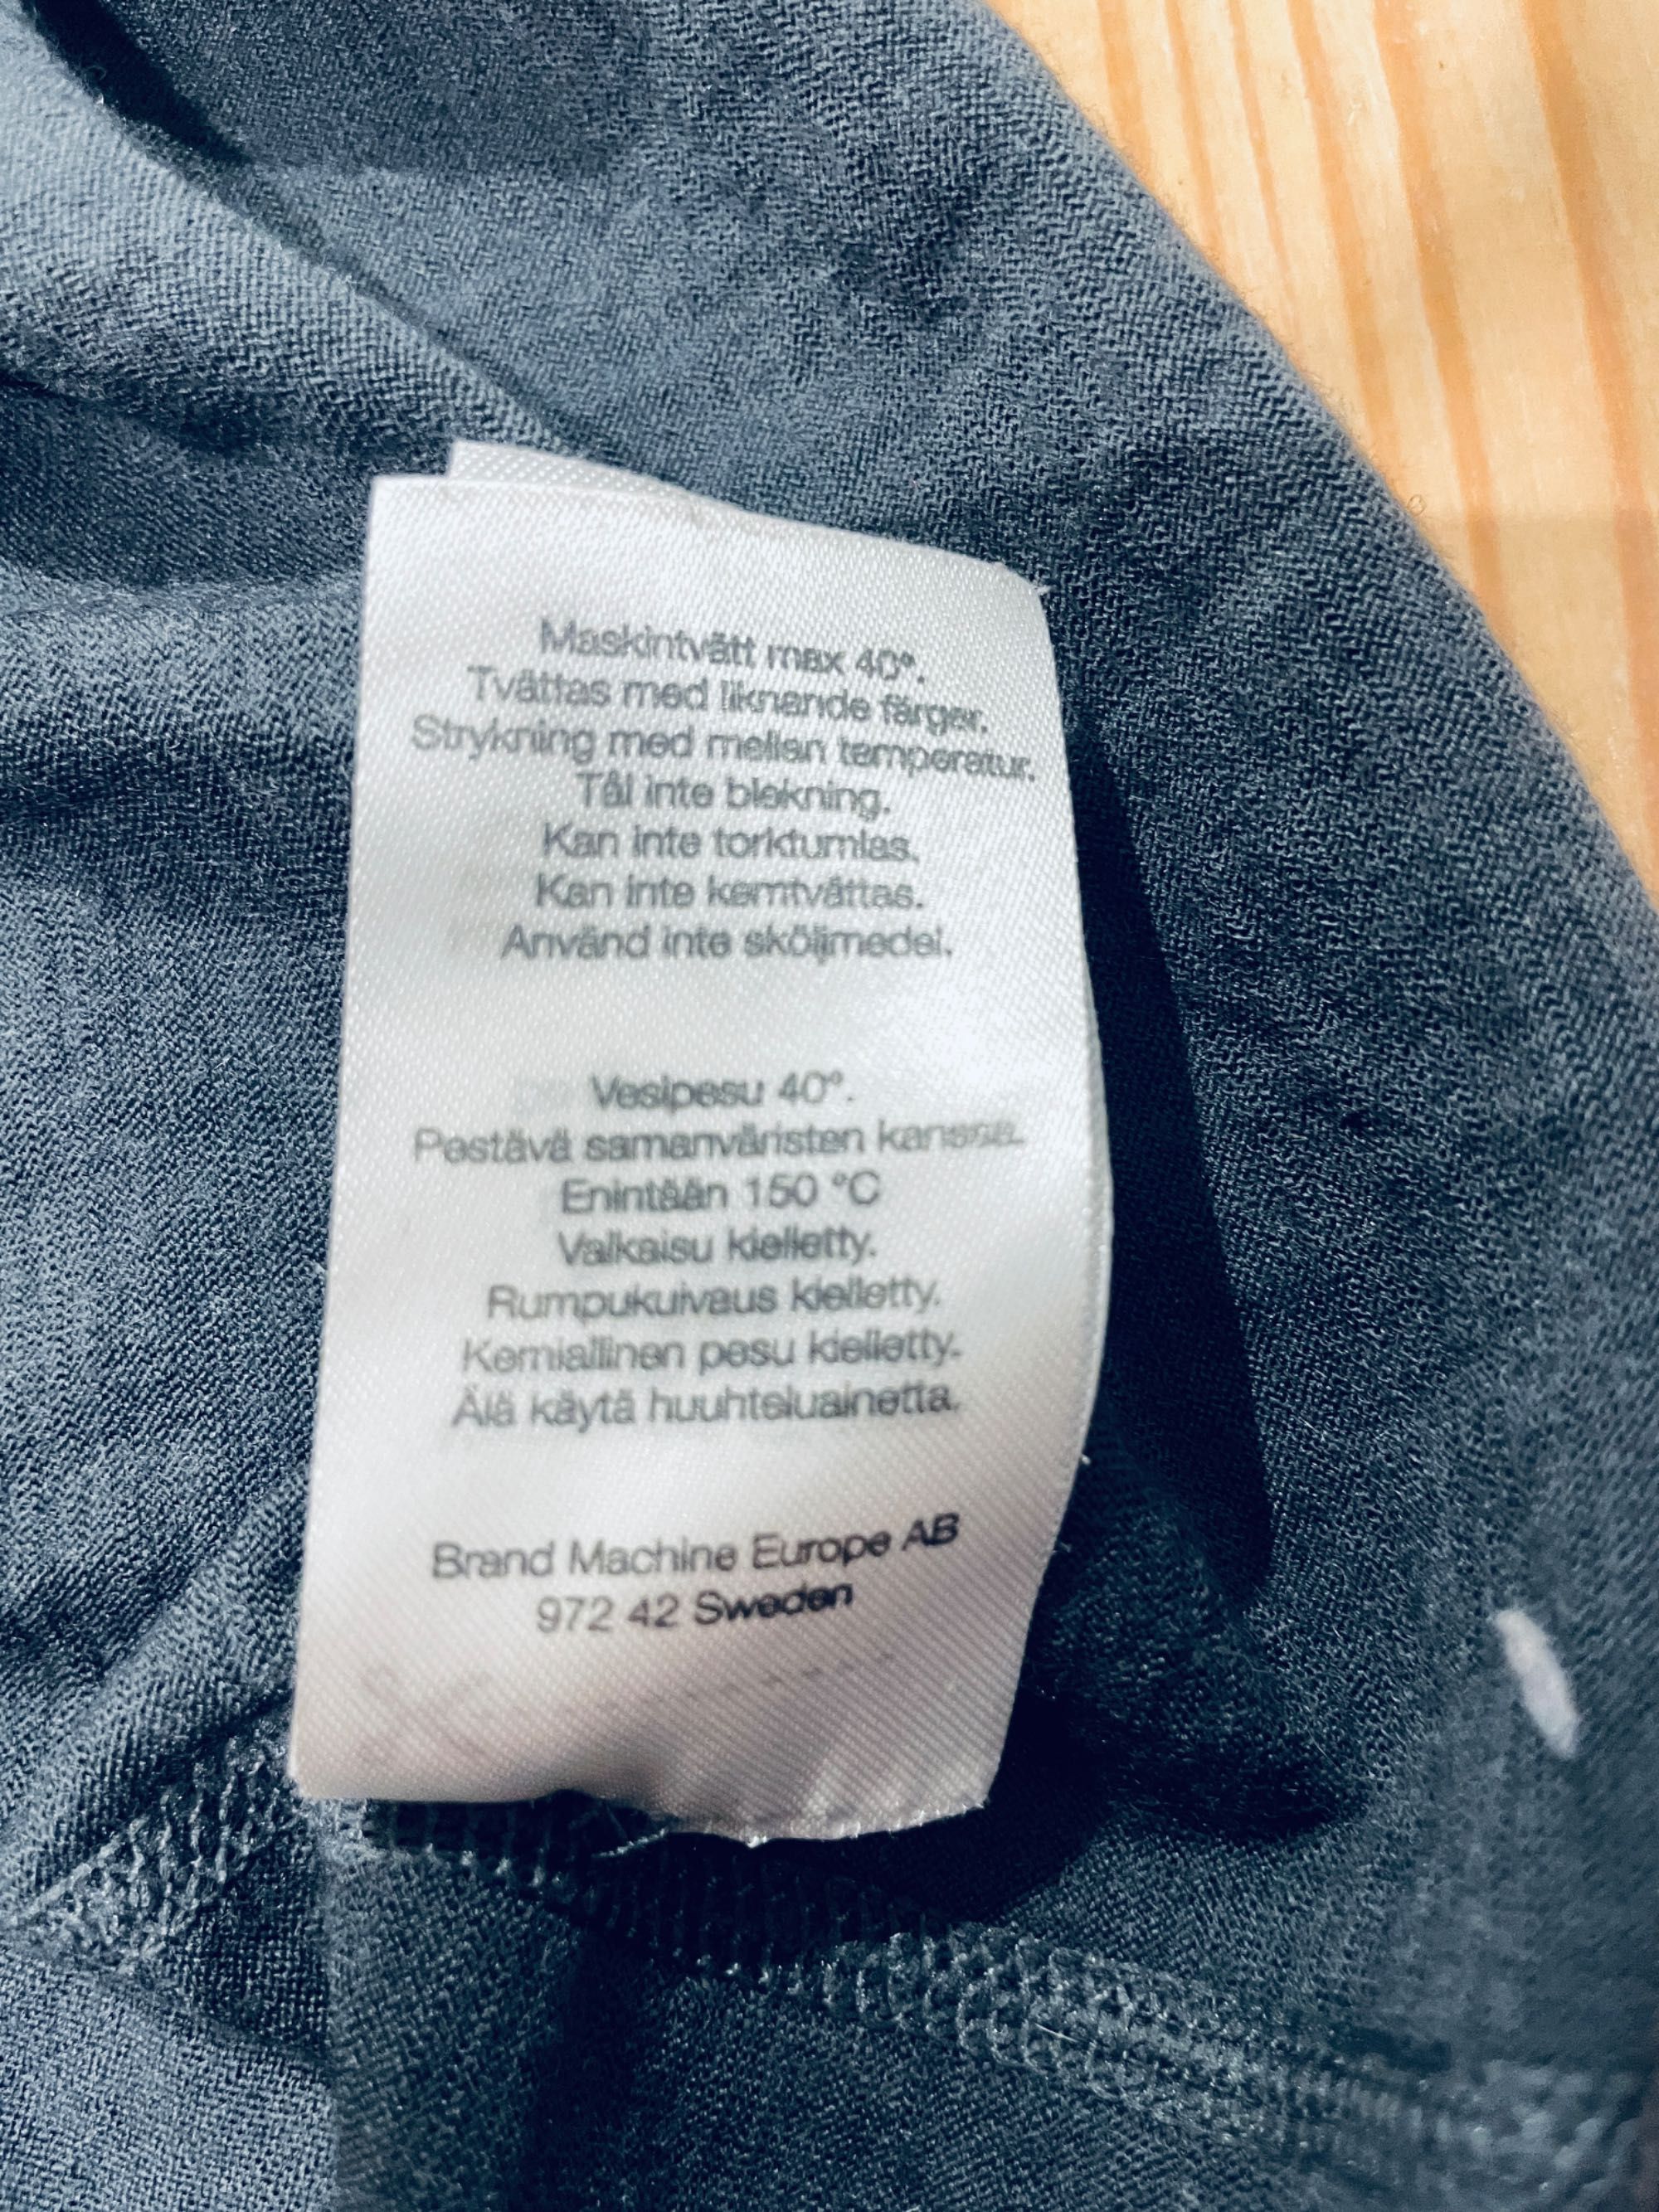 Maskintvätt max 40°.
Tvättas med liknande färger.
Strykning med mellan temperatur.
Tål inte blekning.
Kan inte torktumlas.
Kan inte kemtvättas.
Använd inte sköljmedel.
Vesipesu 40°.
Pestävä samanväristen kanssa.
Enintään 150 °C
Valkaisu kielletty.
Rumpukuivaus kielletty.
Kemiallinen pesu kielletty.
Älä käytä huuhteluainetta.
Brand Machine Europe AB
972 42 Sweden